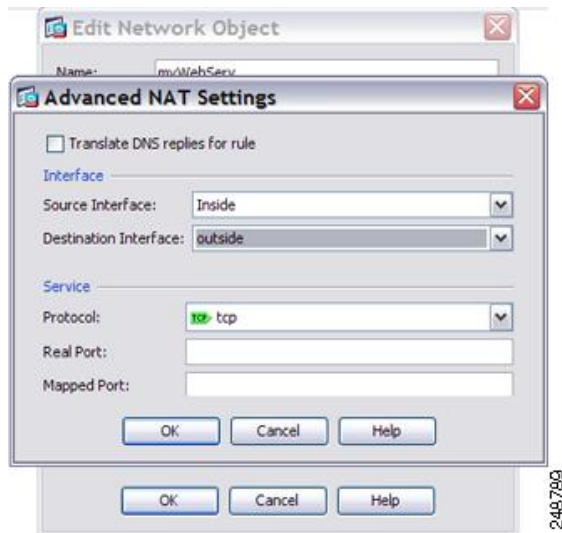 Edit Network Object
Name: myWebServ
Advanced NAT Settings
Translate DNS replies for rule
Interface
Source Interface: Inside
Destination Interface: outside
Service
Protocol: TCP tcp
Real Port:
Mapped Port:
OK Cancel Help
OK Cancel Help
248789